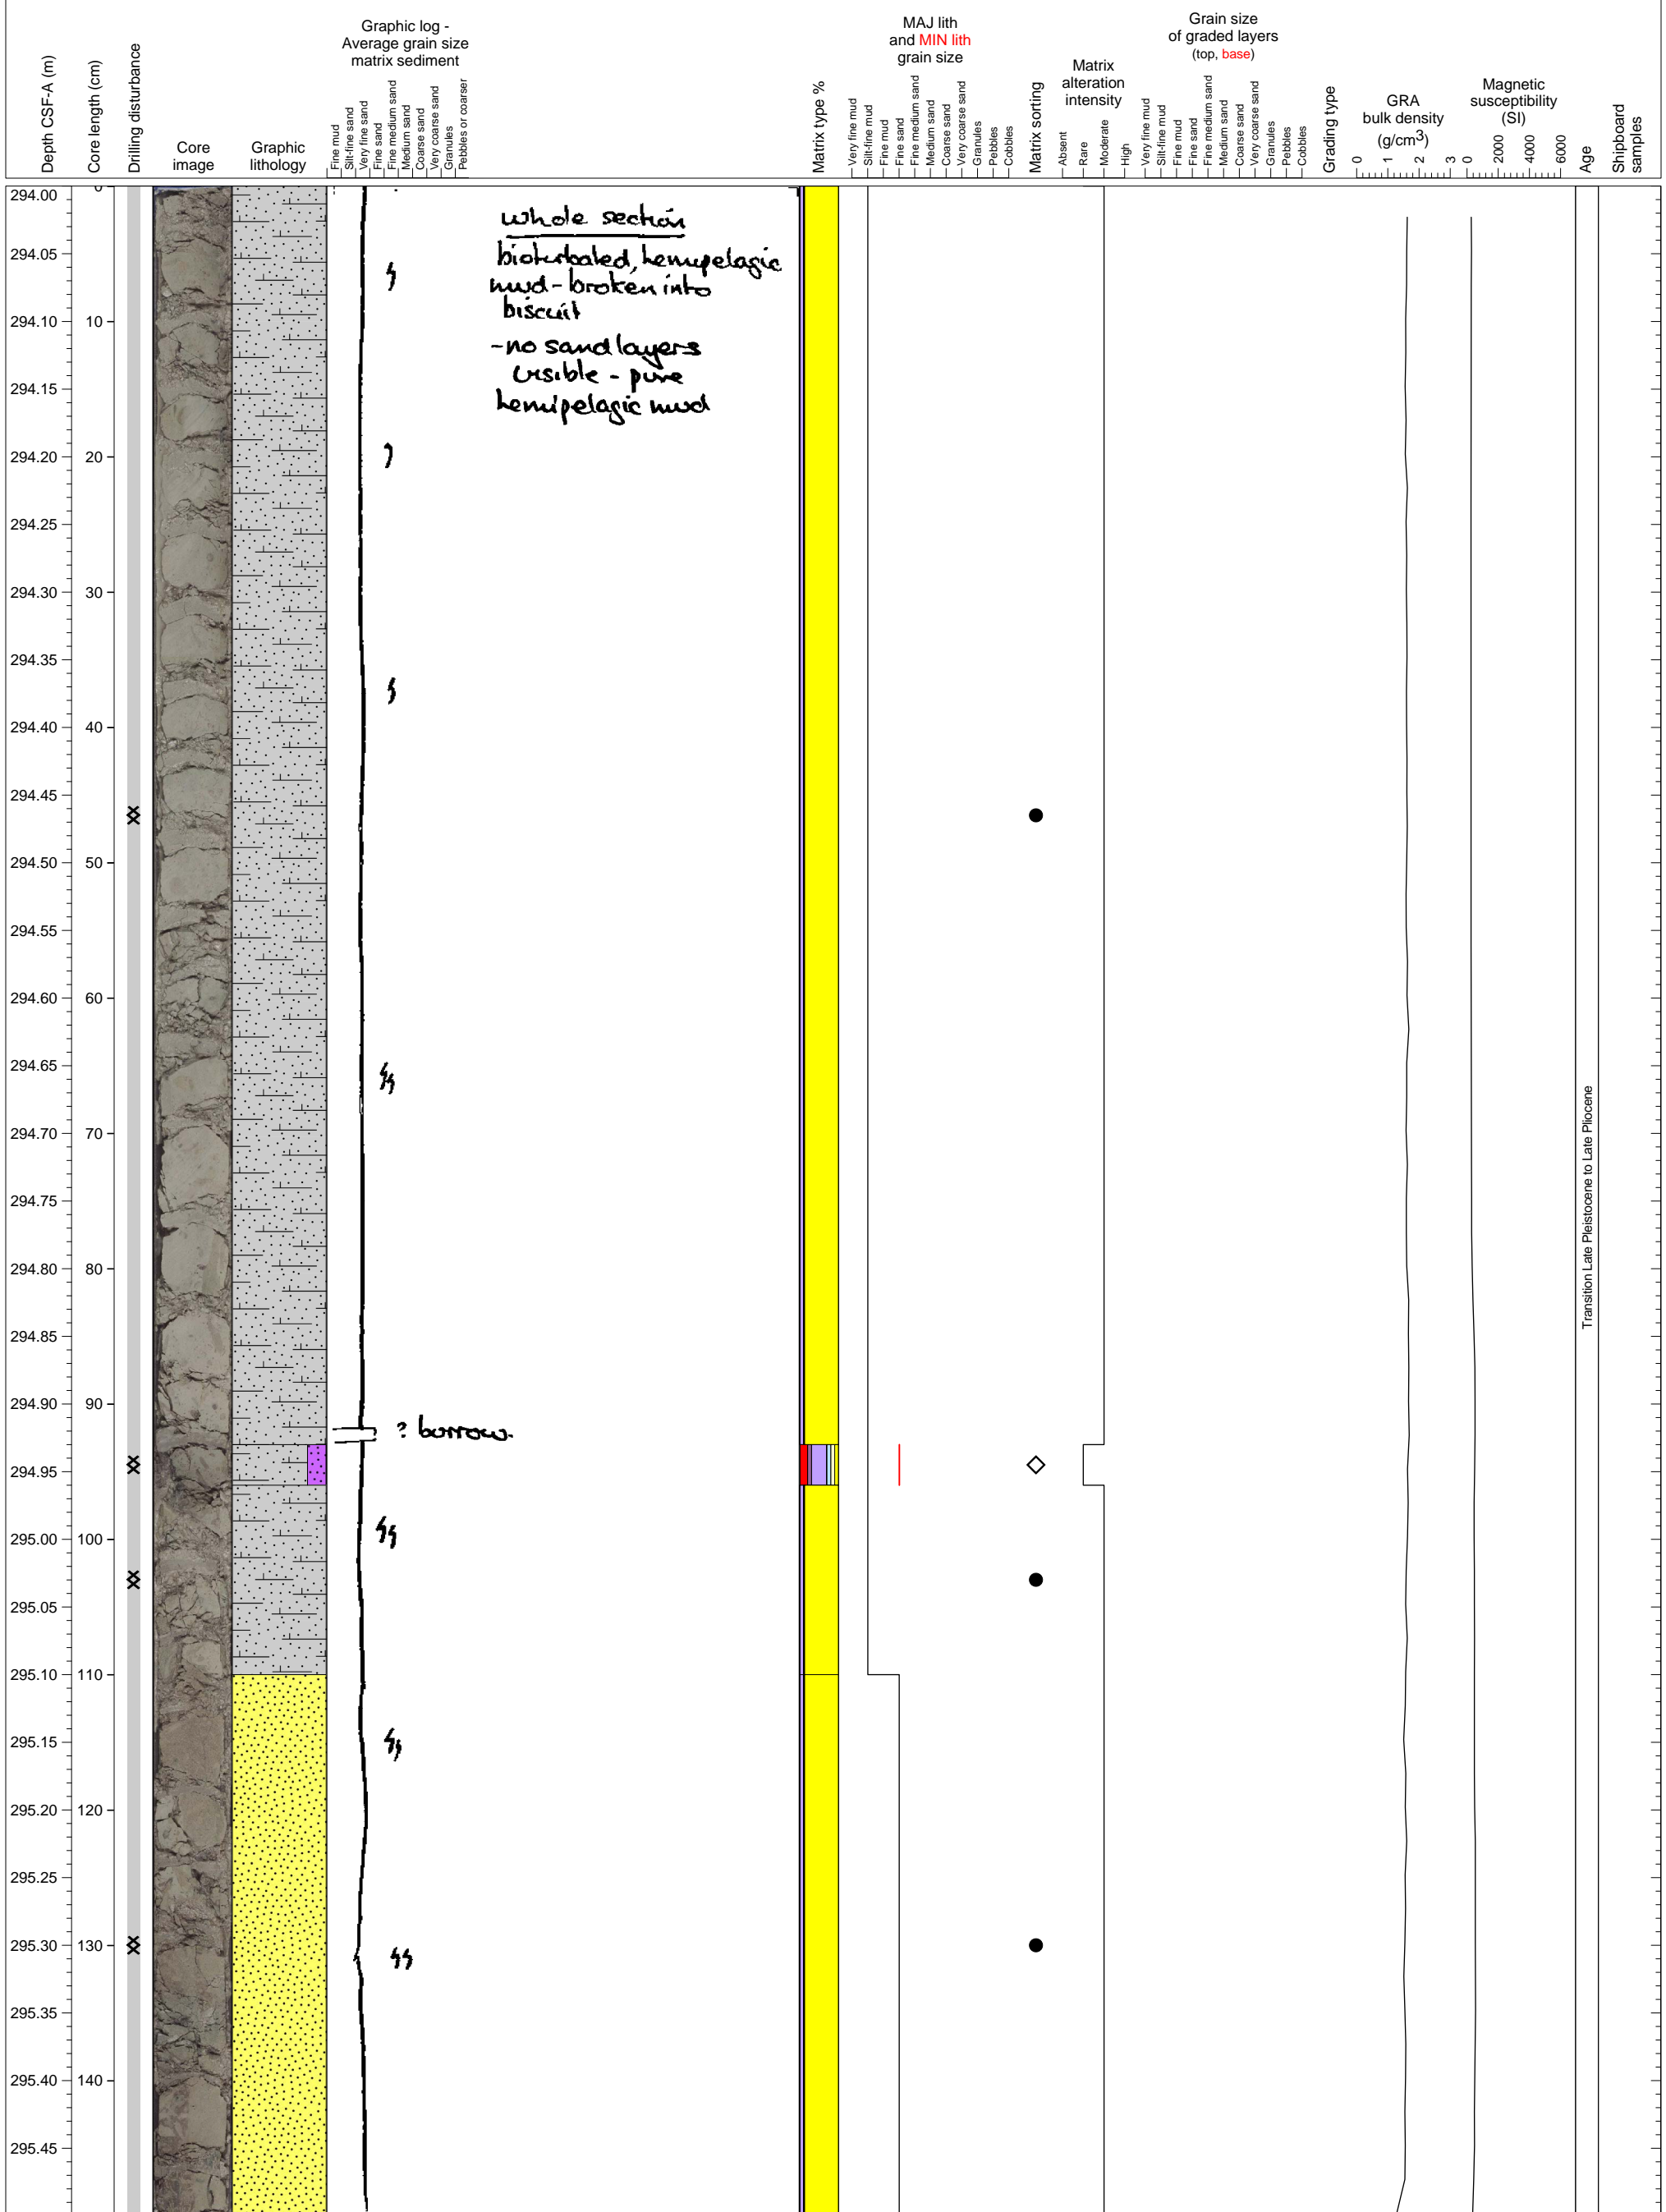 Depth CSF-A (m)
Core length (cm)
Drilling disturbance
Core
image
Graphic
lithology
Graphic log -
Average grain size
matrix sediment
Fine mud
Silt-fine sand
Very fine sand
Fine sand
Fine medium sand
Medium sand
Coarse sand
Very coarse sand
Granules
Pebbles or coarser
Matrix type %
MAJ lith
and MIN lith
grain size
Very fine mud
Silt-fine mud
Fine mud
Fine sand
Fine medium sand
Medium sand
Coarse sand
Very coarse sand
Granules
Pebbles
Cobbles
Matrix sorting
Matrix
alteration
intensity
Absent
Rare
Moderate
High
Grain size
of graded layers
(top, base)
Very fine mud
Silt-fine mud
Fine mud
Fine sand
Fine medium sand
Medium sand
Coarse sand
Very coarse sand
Granules
Pebbles
Cobbles
Grading type
GRA
bulk density
(g/cm3)
0 1 2 3
Magnetic
susceptibility
(SI)
0 2000 4000 6000
Age
Shipboard
samples
294.00 0
294.05
294.10 10
294.15
294.20 20
294.25
294.30 30
294.35
294.40 40
294.45
294.50 50
294.55
294.60 60
294.65
294.70 70
294.75
294.80 80
294.85
294.90 90
294.95
295.00 100
295.05
295.10 110
295.15
295.20 120
295.25
295.30 130
295.35
295.40 140
295.45
whole section
bioturbated, hemipelagic
mud - broken into
biscuit
- no sand layers
visible - pure
hemipelagic mud
? burrow.
Transition Late Pleistocene to Late Pliocene